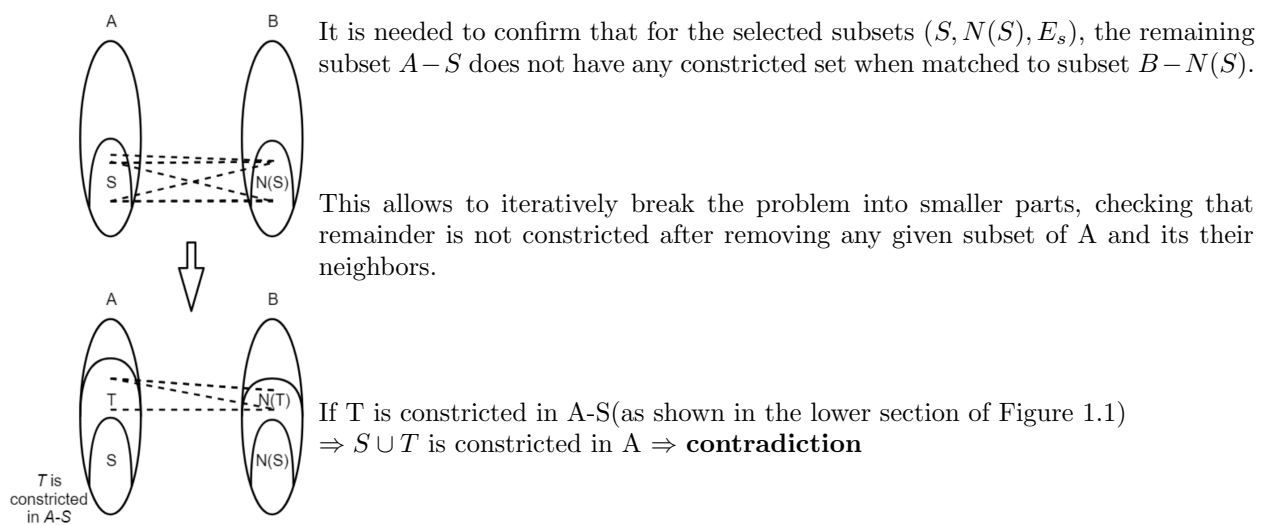 A
B
It is needed to confirm that for the selected subsets (S, N(S), E_s), the remaining
subset A−S does not have any constricted set when matched to subset B−N(S).
S
N(S)
This allows to iteratively break the problem into smaller parts, checking that
remainder is not constricted after removing any given subset of A and its their
neighbors.
A
B
T
N(T)
If T is constricted in A-S(as shown in the lower section of Figure 1.1)
⇒ S ∪ T is constricted in A ⇒ contradiction
S
N(S)
T is
constricted
in A-S